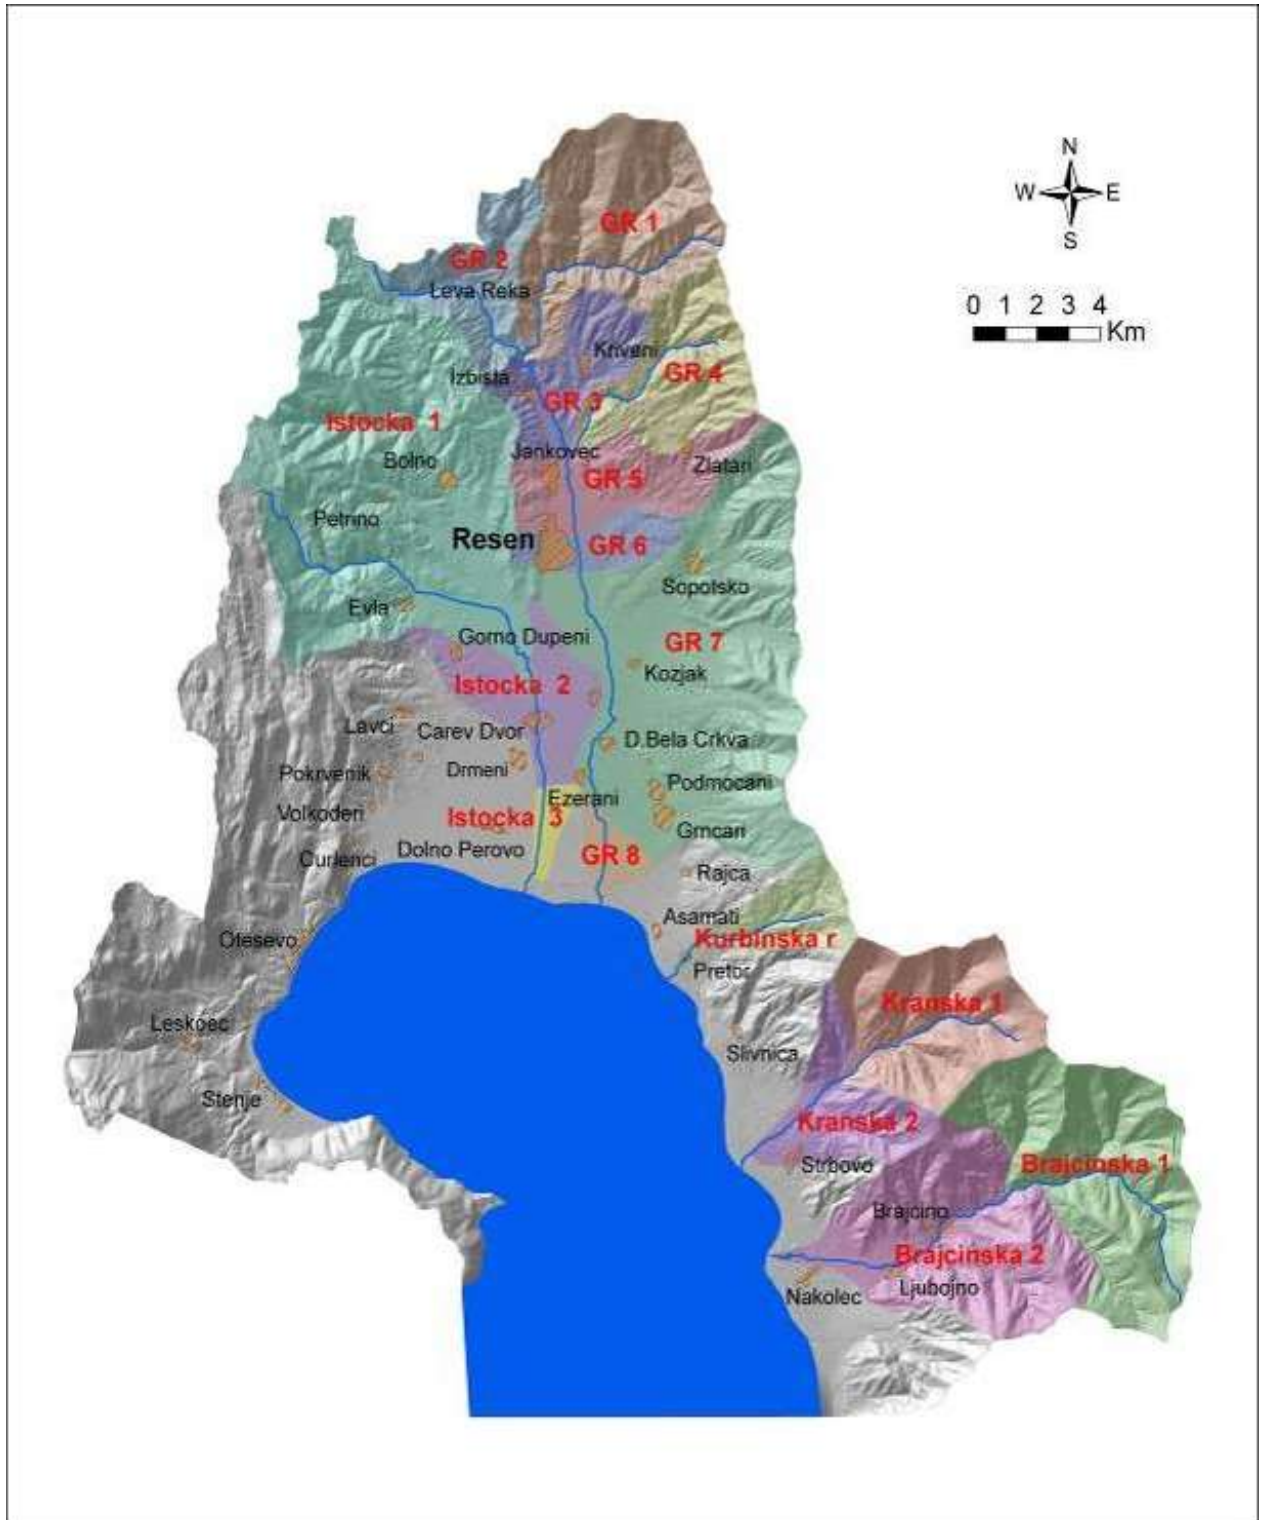 N
W E
S
0 1 2 3 4
Km
GR 1
GR 2
Leva Reka
Kriveni
Izbista
GR 4
GR 3
Istocka 1
Jankovec
Bolno
Zlatari
GR 5
Petrino
Resen
GR 6
Sopotsko
Evla
Gorno Dupeni
GR 7
Kozjak
Istocka 2
Lavci
Carev Dvor
D.Bela Crkva
Drmeni
Pokrvenik
Podmocani
Ezerani
Volkoderi
Istocka 3
Grncari
Dolno Perovo
GR 8
Curlenci
Rajca
Asamati
Otesevo
Kurbinska r
Pretor
Kranska 1
Leskoec
Slivnica
Stenje
Kranska 2
Strbovo
Brajcinska 1
Brajcino
Brajcinska 2
Ljubojno
Nakolec